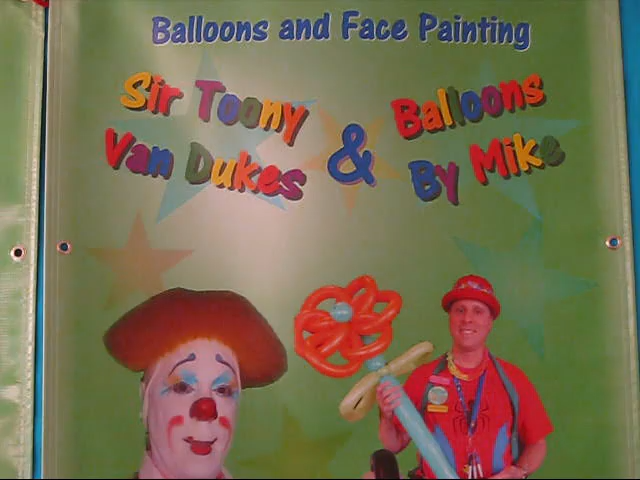 Balloons and Face Painting
Sir Toony
Van Dukes
&
Balloons
By Mike